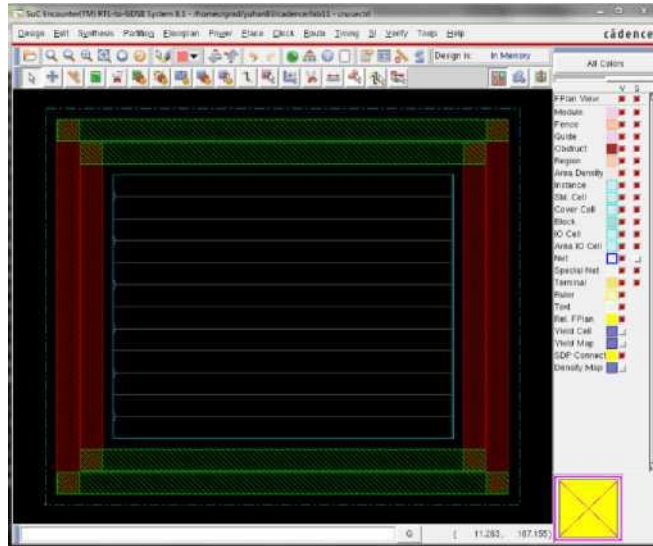 SoC Encounter(TM) RTL-to-GDSII System 8.1 -
Design Edit Synthesis Partition Floorplan Power Place Clock Route Timing SI Verify Tools Help
cādence
Design is: In Memory
All Colors
V S
FPlan View
Module
Fence
Guide
Obstruct
Region
Area Density
Instance
Std. Cell
Cover Cell
Block
IO Cell
Area IO Cell
Net
Special Net
Terminal
Ruler
Text
Rel. FPlan
Yield Cell
Yield Map
SDP Connect
Density Map
Q ( 11.283, 187.155)